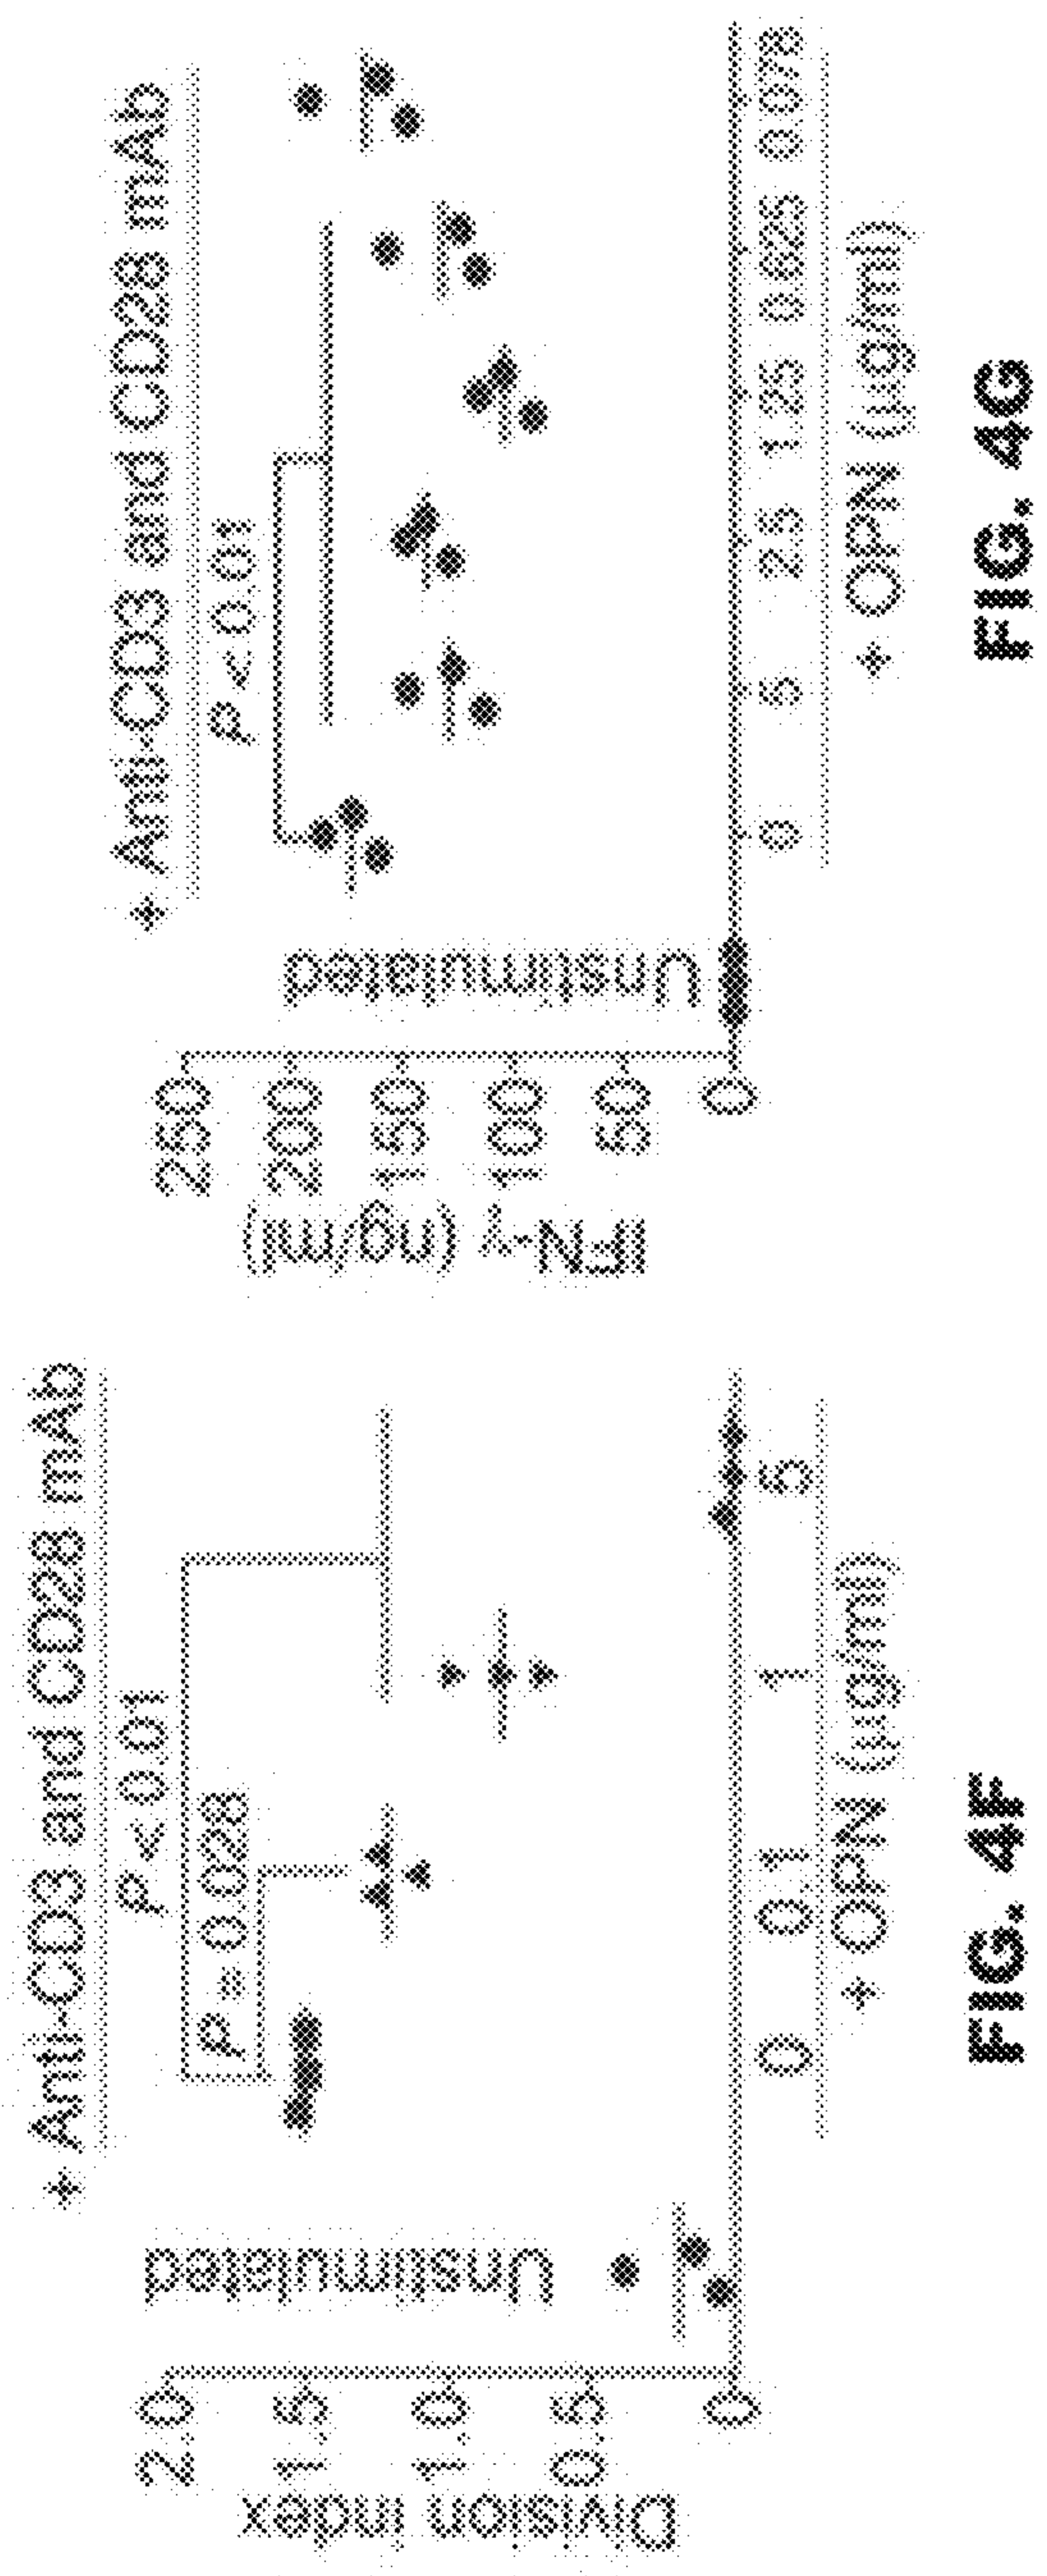 + Anti-CD3 and CD28 mAb
P < 0.01
P = 0.028
Division index
2.0
1.5
1.0
0.5
0
Unstimulated
0 0.1 1 5
+ OPN (µg/ml)
FIG. 4F
+ Anti-CD3 and CD28 mAb
P < 0.01
IFN-γ (ng/ml)
250
200
150
100
50
0
Unstimulated
0 5 2.5 1.25 0.625 0.078
+ OPN (µg/ml)
FIG. 4G